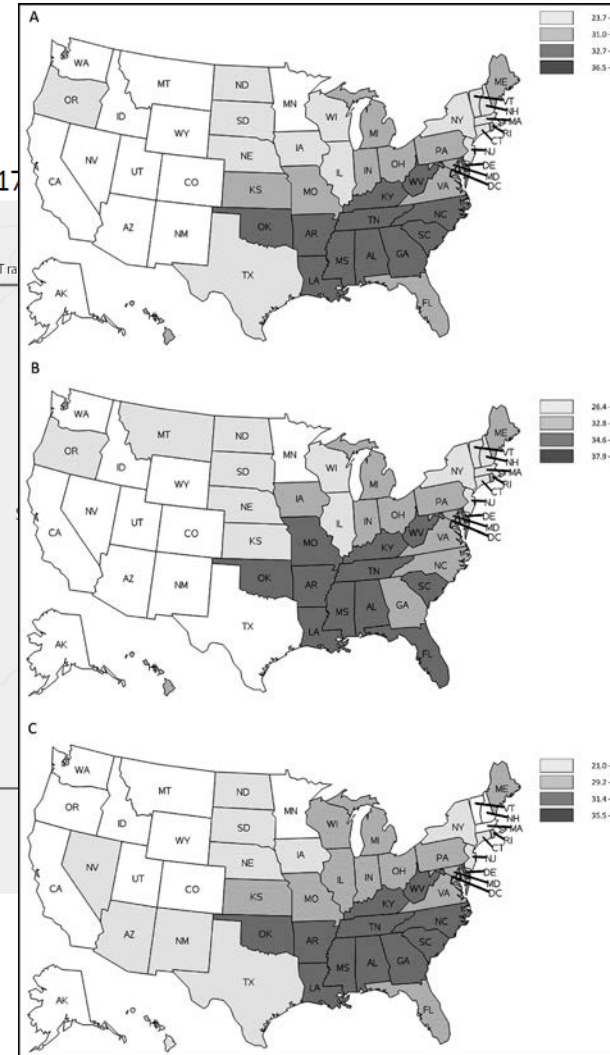 A
23.7 -
31.0 -
32.7 -
36.5 -
WA
MT
ND
MN
ME
OR
ID
SD
WI
NY
VT
NH
MA
RI
CT
WY
MI
NJ
NE
IA
PA
NV
UT
CO
IL
IN
OH
DE
MD
DC
CA
KS
MO
WV
VA
KY
NC
AZ
NM
OK
AR
TN
SC
MS
AL
GA
TX
LA
AK
FL
17
T ra
B
26.4 -
32.8 -
34.6 -
37.9 -
WA
MT
ND
MN
ME
OR
ID
SD
WI
NY
VT
NH
MA
RI
CT
WY
MI
NJ
NE
IA
PA
NV
UT
CO
IL
IN
OH
DE
MD
DC
CA
KS
MO
WV
VA
KY
NC
AZ
NM
OK
AR
TN
SC
MS
AL
GA
TX
LA
AK
FL
C
21.0 -
29.2 -
31.4 -
35.5 -
WA
MT
ND
MN
ME
OR
ID
SD
WI
NY
VT
NH
MA
RI
CT
WY
MI
NJ
NE
IA
PA
NV
UT
CO
IL
IN
OH
DE
MD
DC
CA
KS
MO
WV
VA
KY
NC
AZ
NM
OK
AR
TN
SC
MS
AL
GA
TX
LA
AK
FL